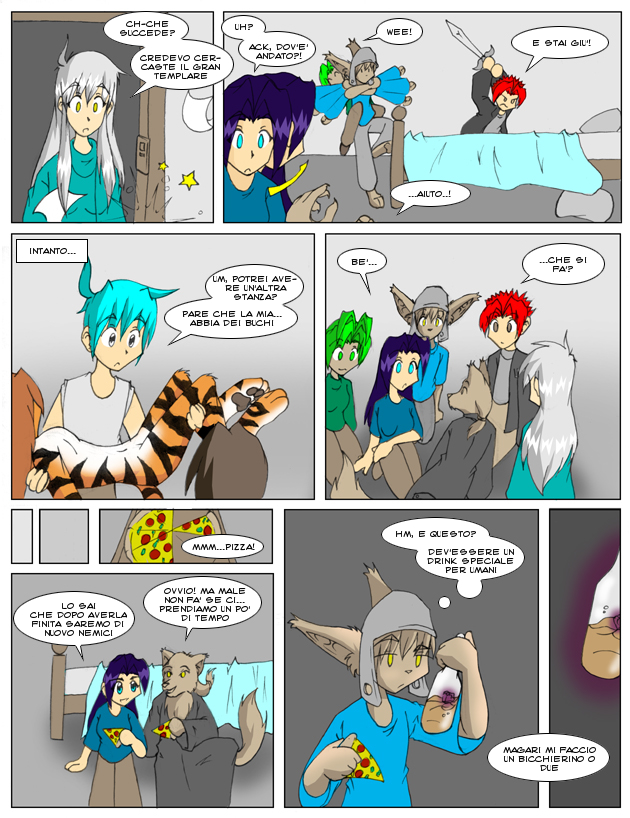 CH-CHE
SUCCEDE?
CREDEVO CER-
CASTE IL GRAN
TEMPLARE
UH?
ACK, DOV'E'
ANDATO?!
WEE!
E STAI GIU'!
...AIUTO..!
INTANTO...
UM, POTREI AVE-
RE UN'ALTRA
STANZA?
PARE CHE LA MIA...
ABBIA DEI BUCHI
BE'...
...CHE SI
FA'?
MMM...PIZZA!
LO SAI
CHE DOPO AVERLA
FINITA SAREMO DI
NUOVO NEMICI
OVVIO! MA MALE
NON FA' SE CI...
PRENDIAMO UN PO'
DI TEMPO
HM, E QUESTO?
DEV'ESSERE UN
DRINK SPECIALE
PER UMANI
MAGARI MI FACCIO
UN BICCHIERINO O
DUE